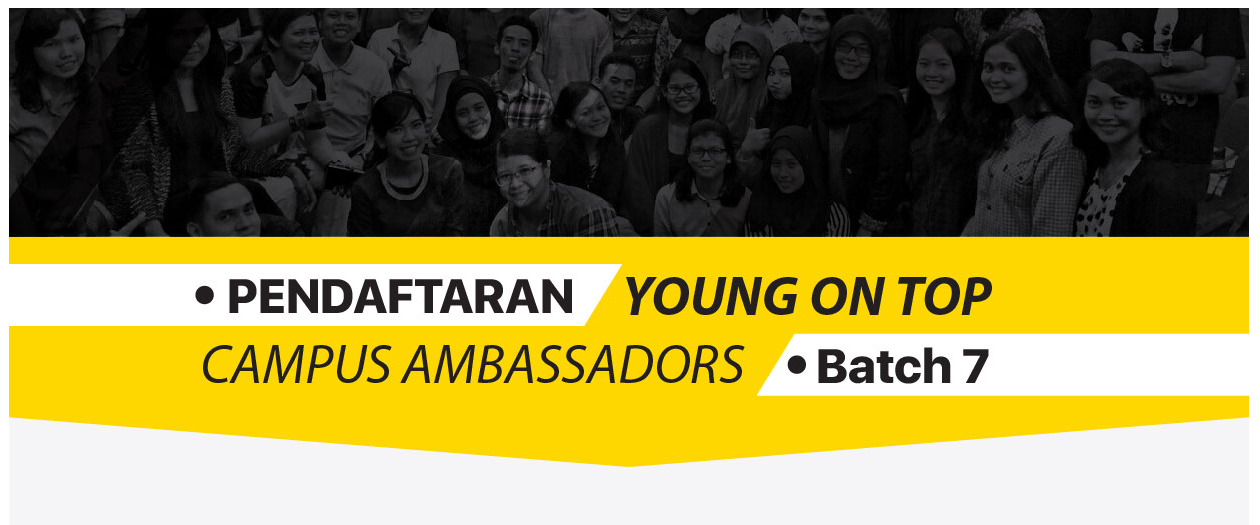 • PENDAFTARAN YOUNG ON TOP
CAMPUS AMBASSADORS • Batch 7